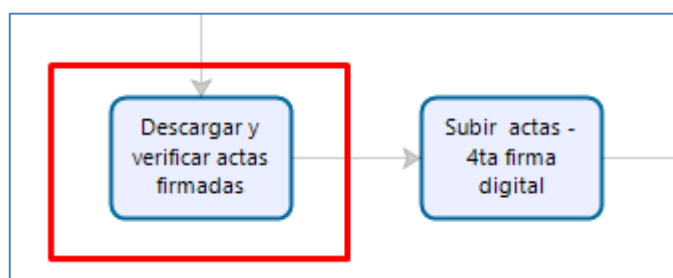 Descargar y
verificar actas
firmadas
Subir actas -
4ta firma
digital